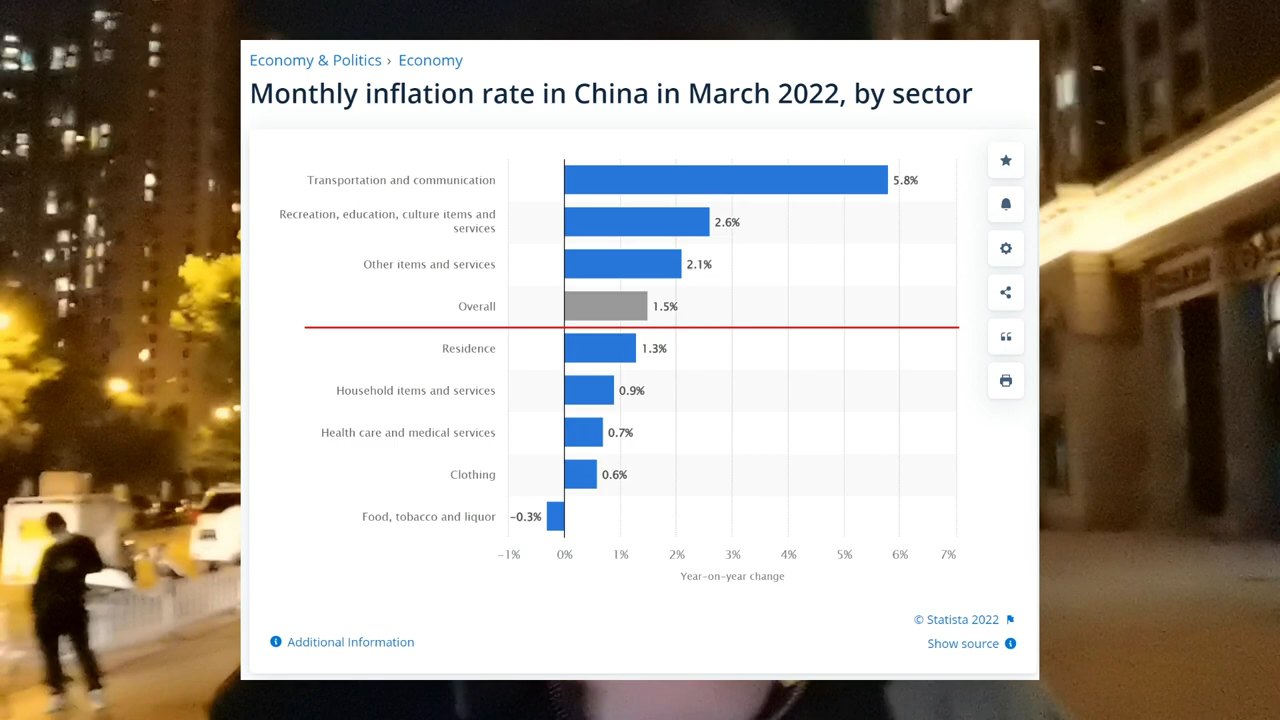 Economy & Politics › Economy
Monthly inflation rate in China in March 2022, by sector
Transportation and communication 5.8%
Recreation, education, culture items and
services 2.6%
Other items and services 2.1%
Overall 1.5%
Residence 1.3%
Household items and services 0.9%
Health care and medical services 0.7%
Clothing 0.6%
Food, tobacco and liquor –0.3%
–1% 0% 1% 2% 3% 4% 5% 6% 7%
Year-on-year change
© Statista 2022
Additional Information
Show source